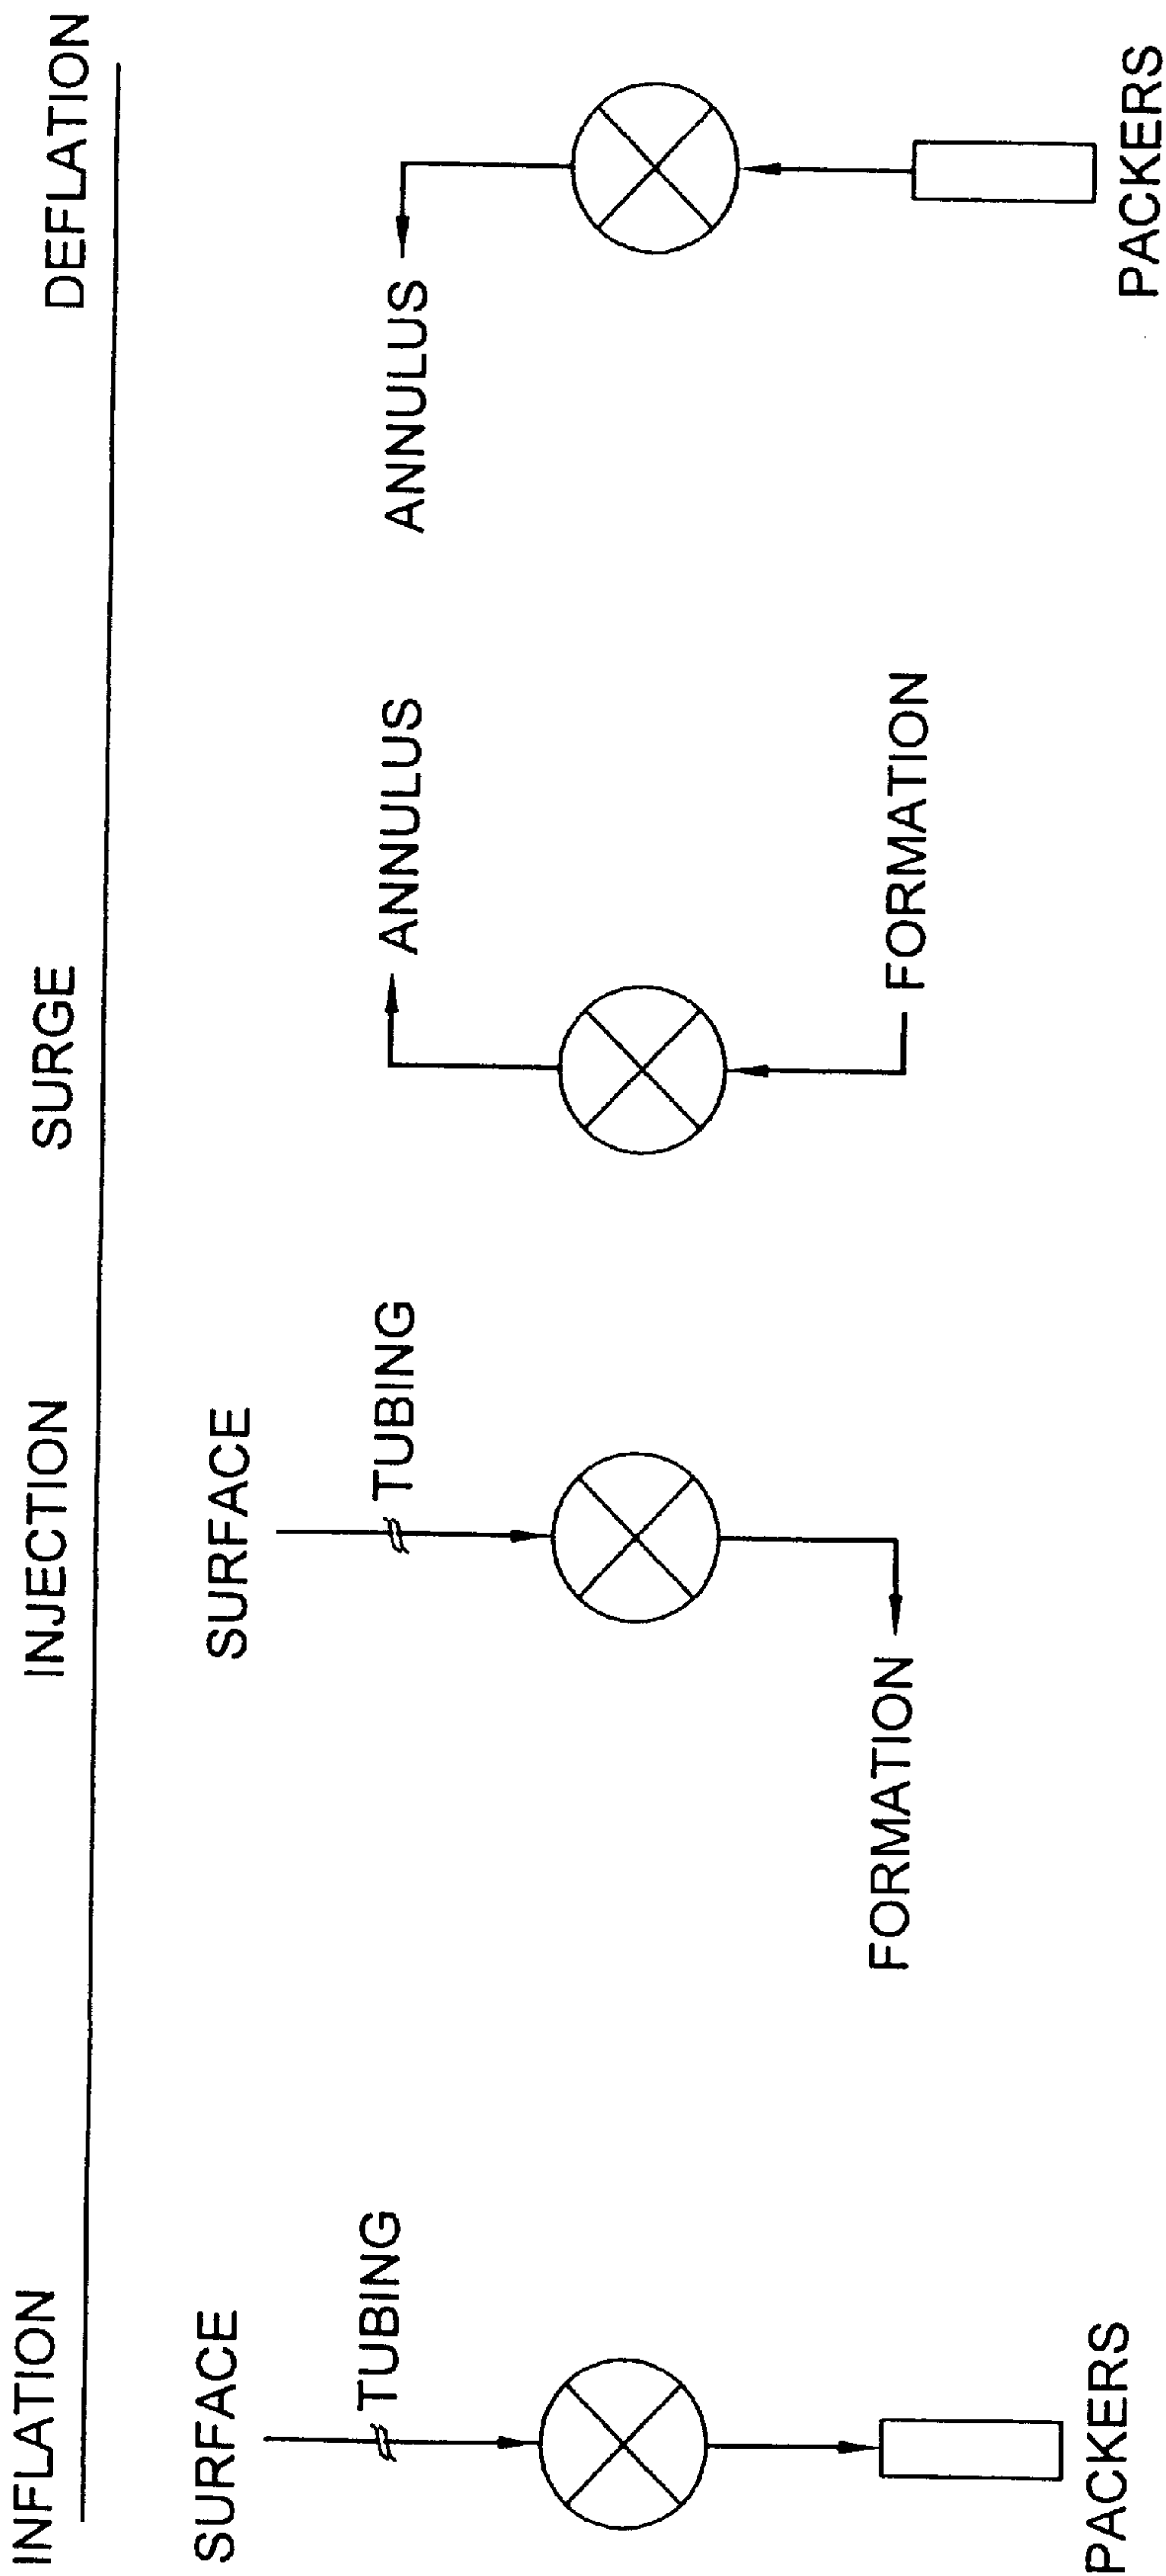 INFLATION
INJECTION
SURGE
DEFLATION
SURFACE
TUBING
PACKERS
SURFACE
TUBING
FORMATION
ANNULUS
FORMATION
ANNULUS
PACKERS